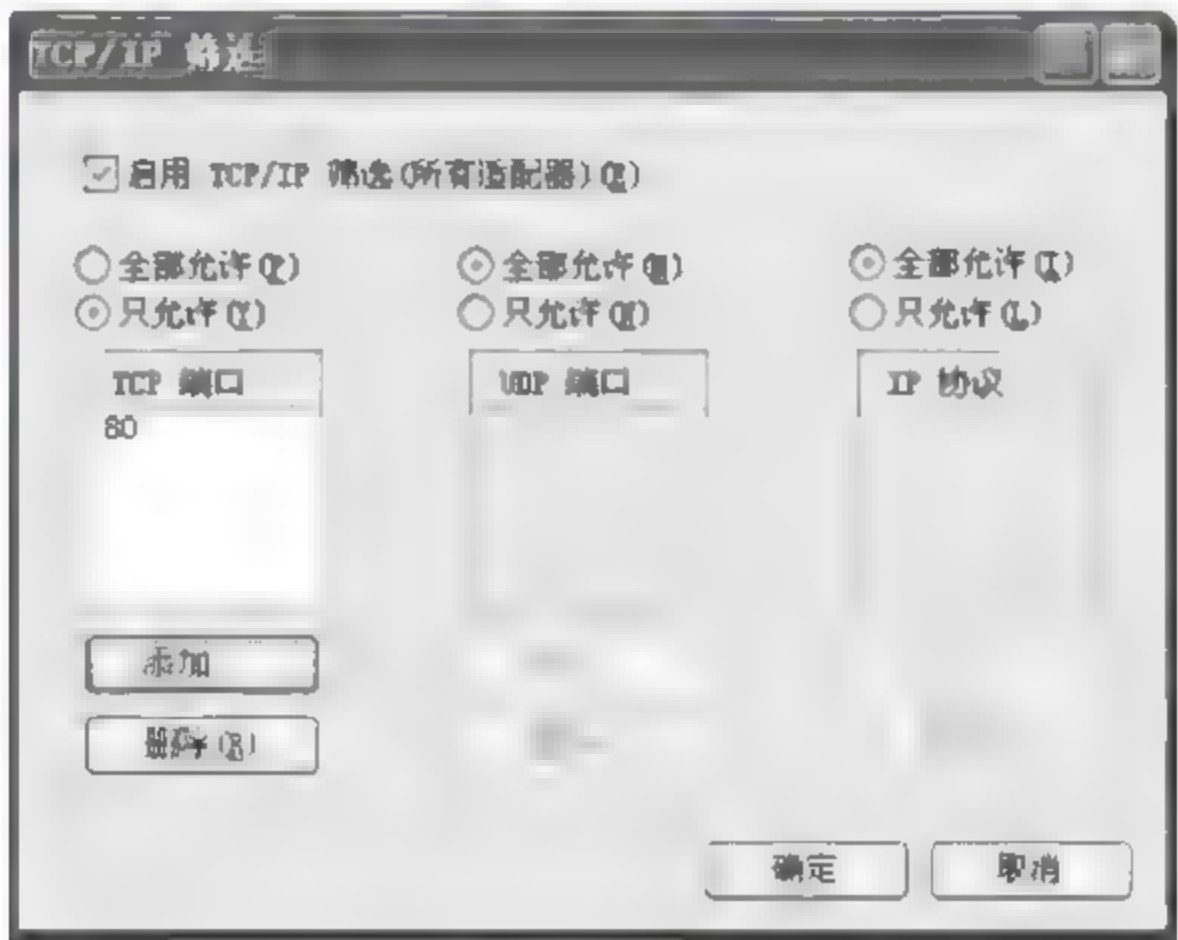 TCP/IP 筛选
启用 TCP/IP 筛选(所有适配器)(E)
全部允许(P) 全部允许(M) 全部允许(I)
只允许(Y) 只允许(N) 只允许(L)
TCP 端口 UDP 端口 IP 协议
80
添加
删除(R)
确定 取消